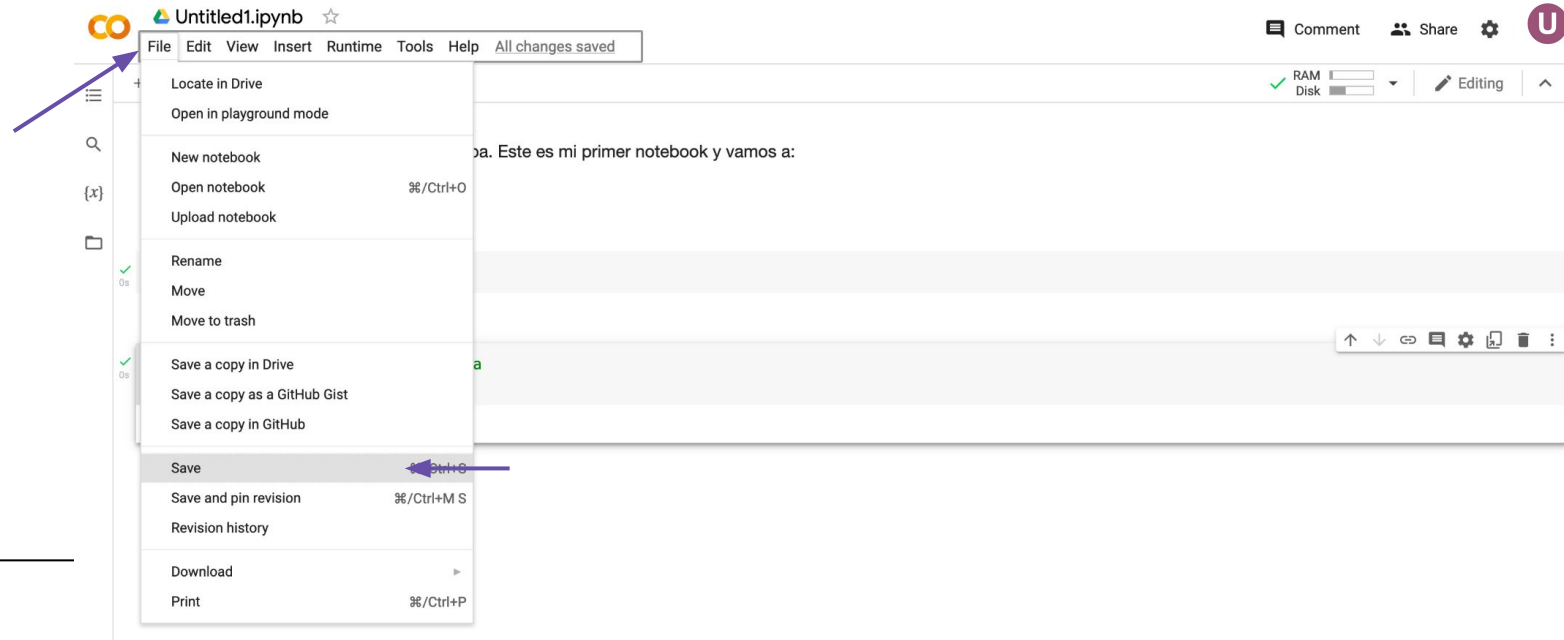 Untitled1.ipynb
File Edit View Insert Runtime Tools Help All changes saved
Comment Share U
Locate in Drive
RAM
Disk
Editing
Open in playground mode
New notebook
. Este es mi primer notebook y vamos a:
Open notebook ⌘/Ctrl+O
Upload notebook
{x}
Rename
0s
Move
Move to trash
Save a copy in Drive
a
0s
Save a copy as a GitHub Gist
Save a copy in GitHub
Save ⌘/Ctrl+S
Save and pin revision ⌘/Ctrl+M S
Revision history
Download
Print ⌘/Ctrl+P